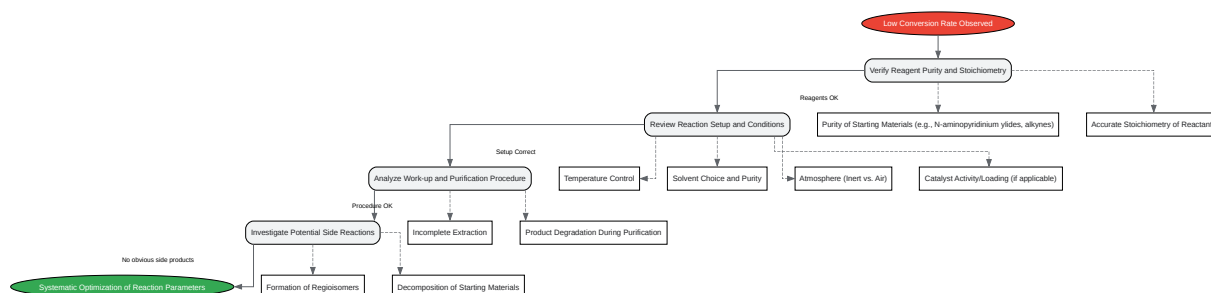 Low Conversion Rate Observed
Verify Reagent Purity and Stoichiometry
Reagents OK
Review Reaction Setup and Conditions
Purity of Starting Materials (e.g., N-aminopyridinium ylides, alkynes)
Accurate Stoichiometry of Reactant
Setup Correct
Analyze Work-up and Purification Procedure
Temperature Control
Solvent Choice and Purity
Atmosphere (Inert vs. Air)
Catalyst Activity/Loading (if applicable)
Procedure OK
Investigate Potential Side Reactions
Incomplete Extraction
Product Degradation During Purification
No obvious side products
Systematic Optimization of Reaction Parameters
Formation of Regioisomers
Decomposition of Starting Materials